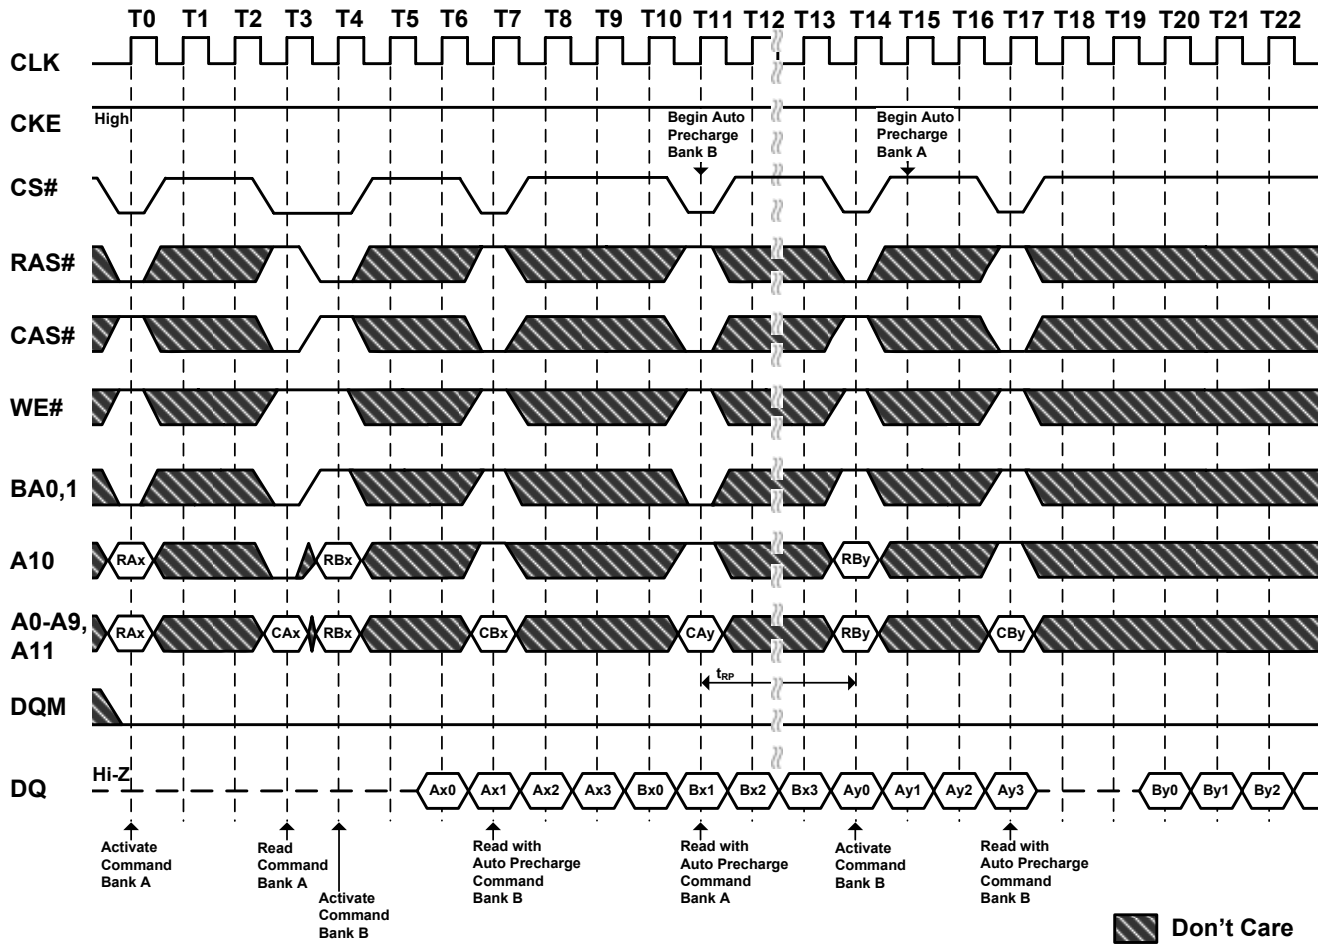 T0 T1 T2 T3 T4 T5 T6 T7 T8 T9 T10 T11 T12 T13 T14 T15 T16 T17 T18 T19 T20 T21 T22
CLK
CKE
High
Begin Auto
Precharge
Bank B
Begin Auto
Precharge
Bank A
CS#
RAS#
CAS#
WE#
BA0,1
A10
RAx RBx RBy
A0-A9,
A11
RAx CAx RBx CBx CAy RBy CBy
tRP
DQM
Hi-Z
DQ
Ax0 Ax1 Ax2 Ax3 Bx0 Bx1 Bx2 Bx3 Ay0 Ay1 Ay2 Ay3 By0 By1 By2
Activate
Command
Bank A
Read
Command
Bank A
Activate
Command
Bank B
Read with
Auto Precharge
Command
Bank B
Read with
Auto Precharge
Command
Bank A
Activate
Command
Bank B
Read with
Auto Precharge
Command
Bank B
Don't Care